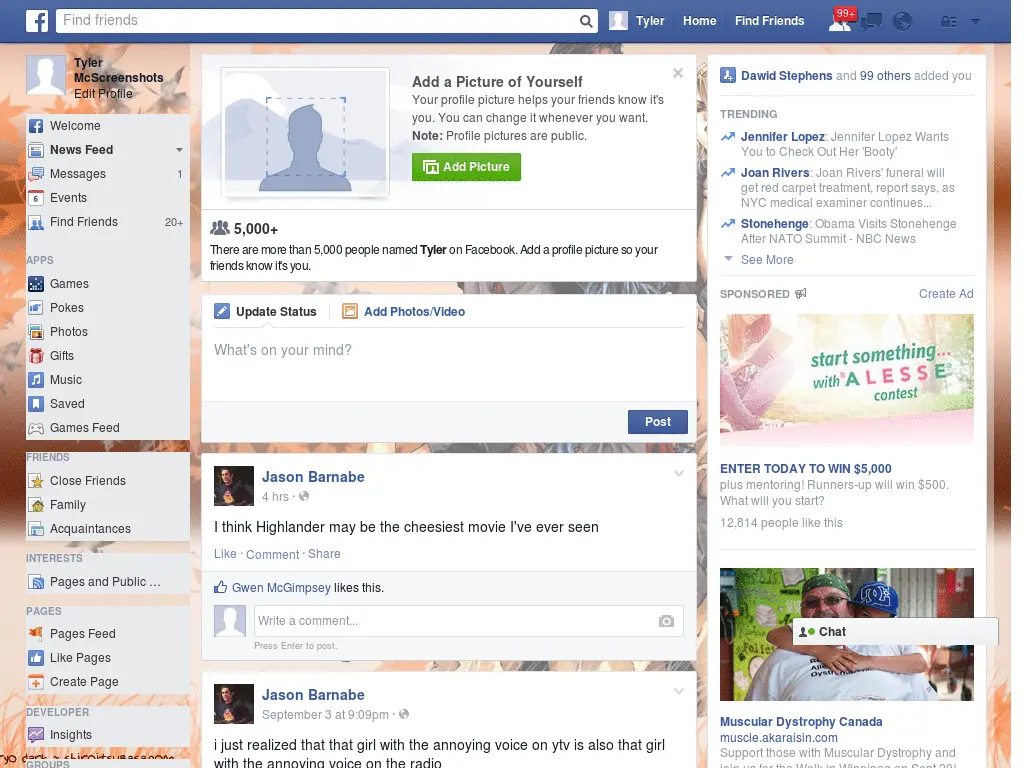 Find friends
Tyler
Home
Find Friends
99+
Tyler
McScreenshots
Edit Profile
Welcome
News Feed
Messages
1
6
Events
Find Friends
20+
APPS
Games
Pokes
Photos
Gifts
Music
Saved
Games Feed
FRIENDS
Close Friends
Family
Acquaintances
INTERESTS
Pages and Public ...
PAGES
Pages Feed
Like Pages
Create Page
DEVELOPER
Insights
GROUPS
Add a Picture of Yourself
Your profile picture helps your friends know it's
you. You can change it whenever you want.
Note: Profile pictures are public.
Add Picture
5,000+
There are more than 5,000 people named Tyler on Facebook. Add a profile picture so your
friends know it's you.
Update Status
Add Photos/Video
What's on your mind?
Post
Jason Barnabe
4 hrs ·
I think Highlander may be the cheesiest movie I've ever seen
Like · Comment · Share
Gwen McGimpsey likes this.
Write a comment...
Press Enter to post.
Jason Barnabe
September 3 at 9:09pm ·
i just realized that that girl with the annoying voice on ytv is also that girl
with the annoying voice on the radio
Dawid Stephens and 99 others added you
TRENDING
Jennifer Lopez: Jennifer Lopez Wants
You to Check Out Her 'Booty'
Joan Rivers: Joan Rivers' funeral will
get red carpet treatment, report says, as
NYC medical examiner continues...
Stonehenge: Obama Visits Stonehenge
After NATO Summit - NBC News
See More
SPONSORED
Create Ad
start something...
with ALESSE
contest
ENTER TODAY TO WIN $5,000
plus mentoring! Runners-up will win $500.
What will you start?
12,814 people like this
Chat
Muscular Dystrophy Canada
muscle.akaraisin.com
Support those with Muscular Dystrophy and
join us for the Walk in Winnipeg on Sept 20!